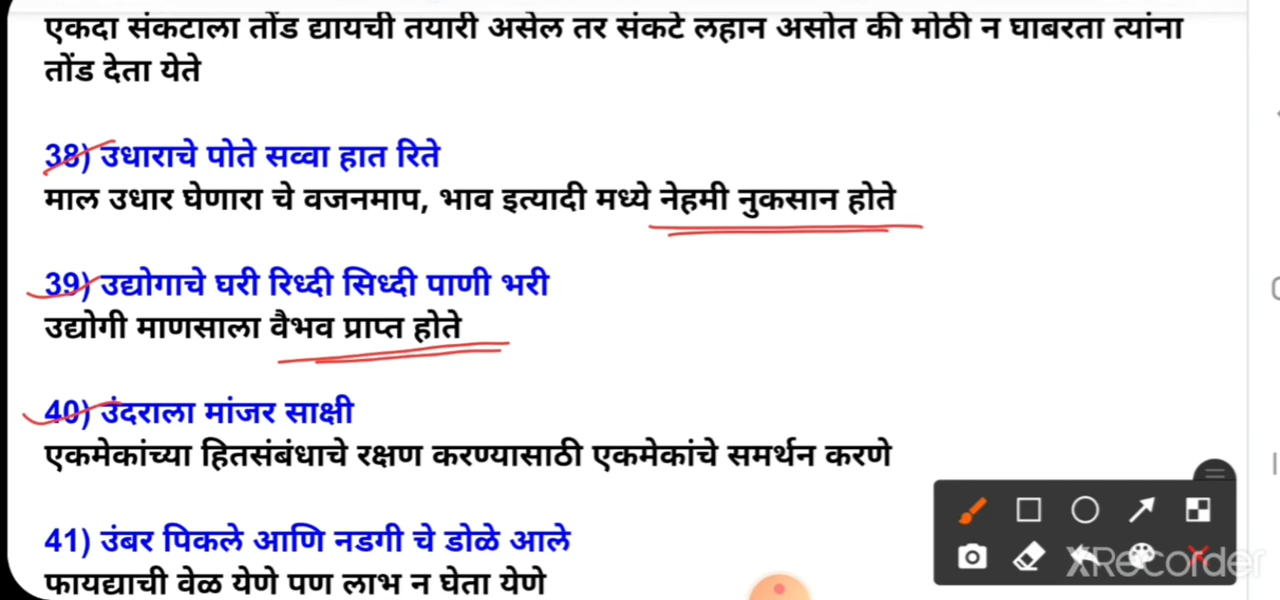 एकदा संकटाला तोंड द्यायची तयारी असेल तर संकटे लहान असोत की मोठी न घाबरता त्यांना
तोंड देता येते
38) उधाराचे पोते सव्वा हात रिते
माल उधार घेणारा चे वजनमाप, भाव इत्यादी मध्ये नेहमी नुकसान होते
39) उद्योगाचे घरी रिध्दी सिध्दी पाणी भरी
उद्योगी माणसाला वैभव प्राप्त होते
40) उंदराला मांजर साक्षी
एकमेकांच्या हितसंबंधाचे रक्षण करण्यासाठी एकमेकांचे समर्थन करणे
41) उंबर पिकले आणि नडगी चे डोळे आले
फायद्याची वेळ येणे पण लाभ न घेता येणे
XRecorder